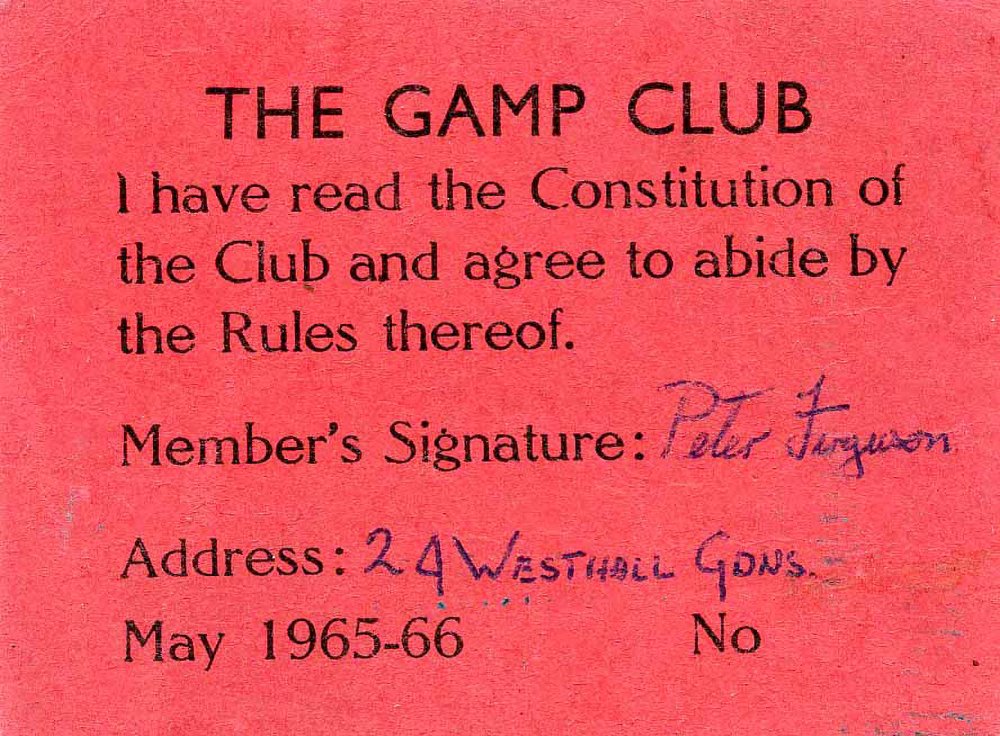 THE GAMP CLUB
I have read the Constitution of
the Club and agree to abide by
the Rules thereof.
Member's Signature: Peter Ferguson
Address: 24 WESTHALL GDNS.
May 1965-66 No